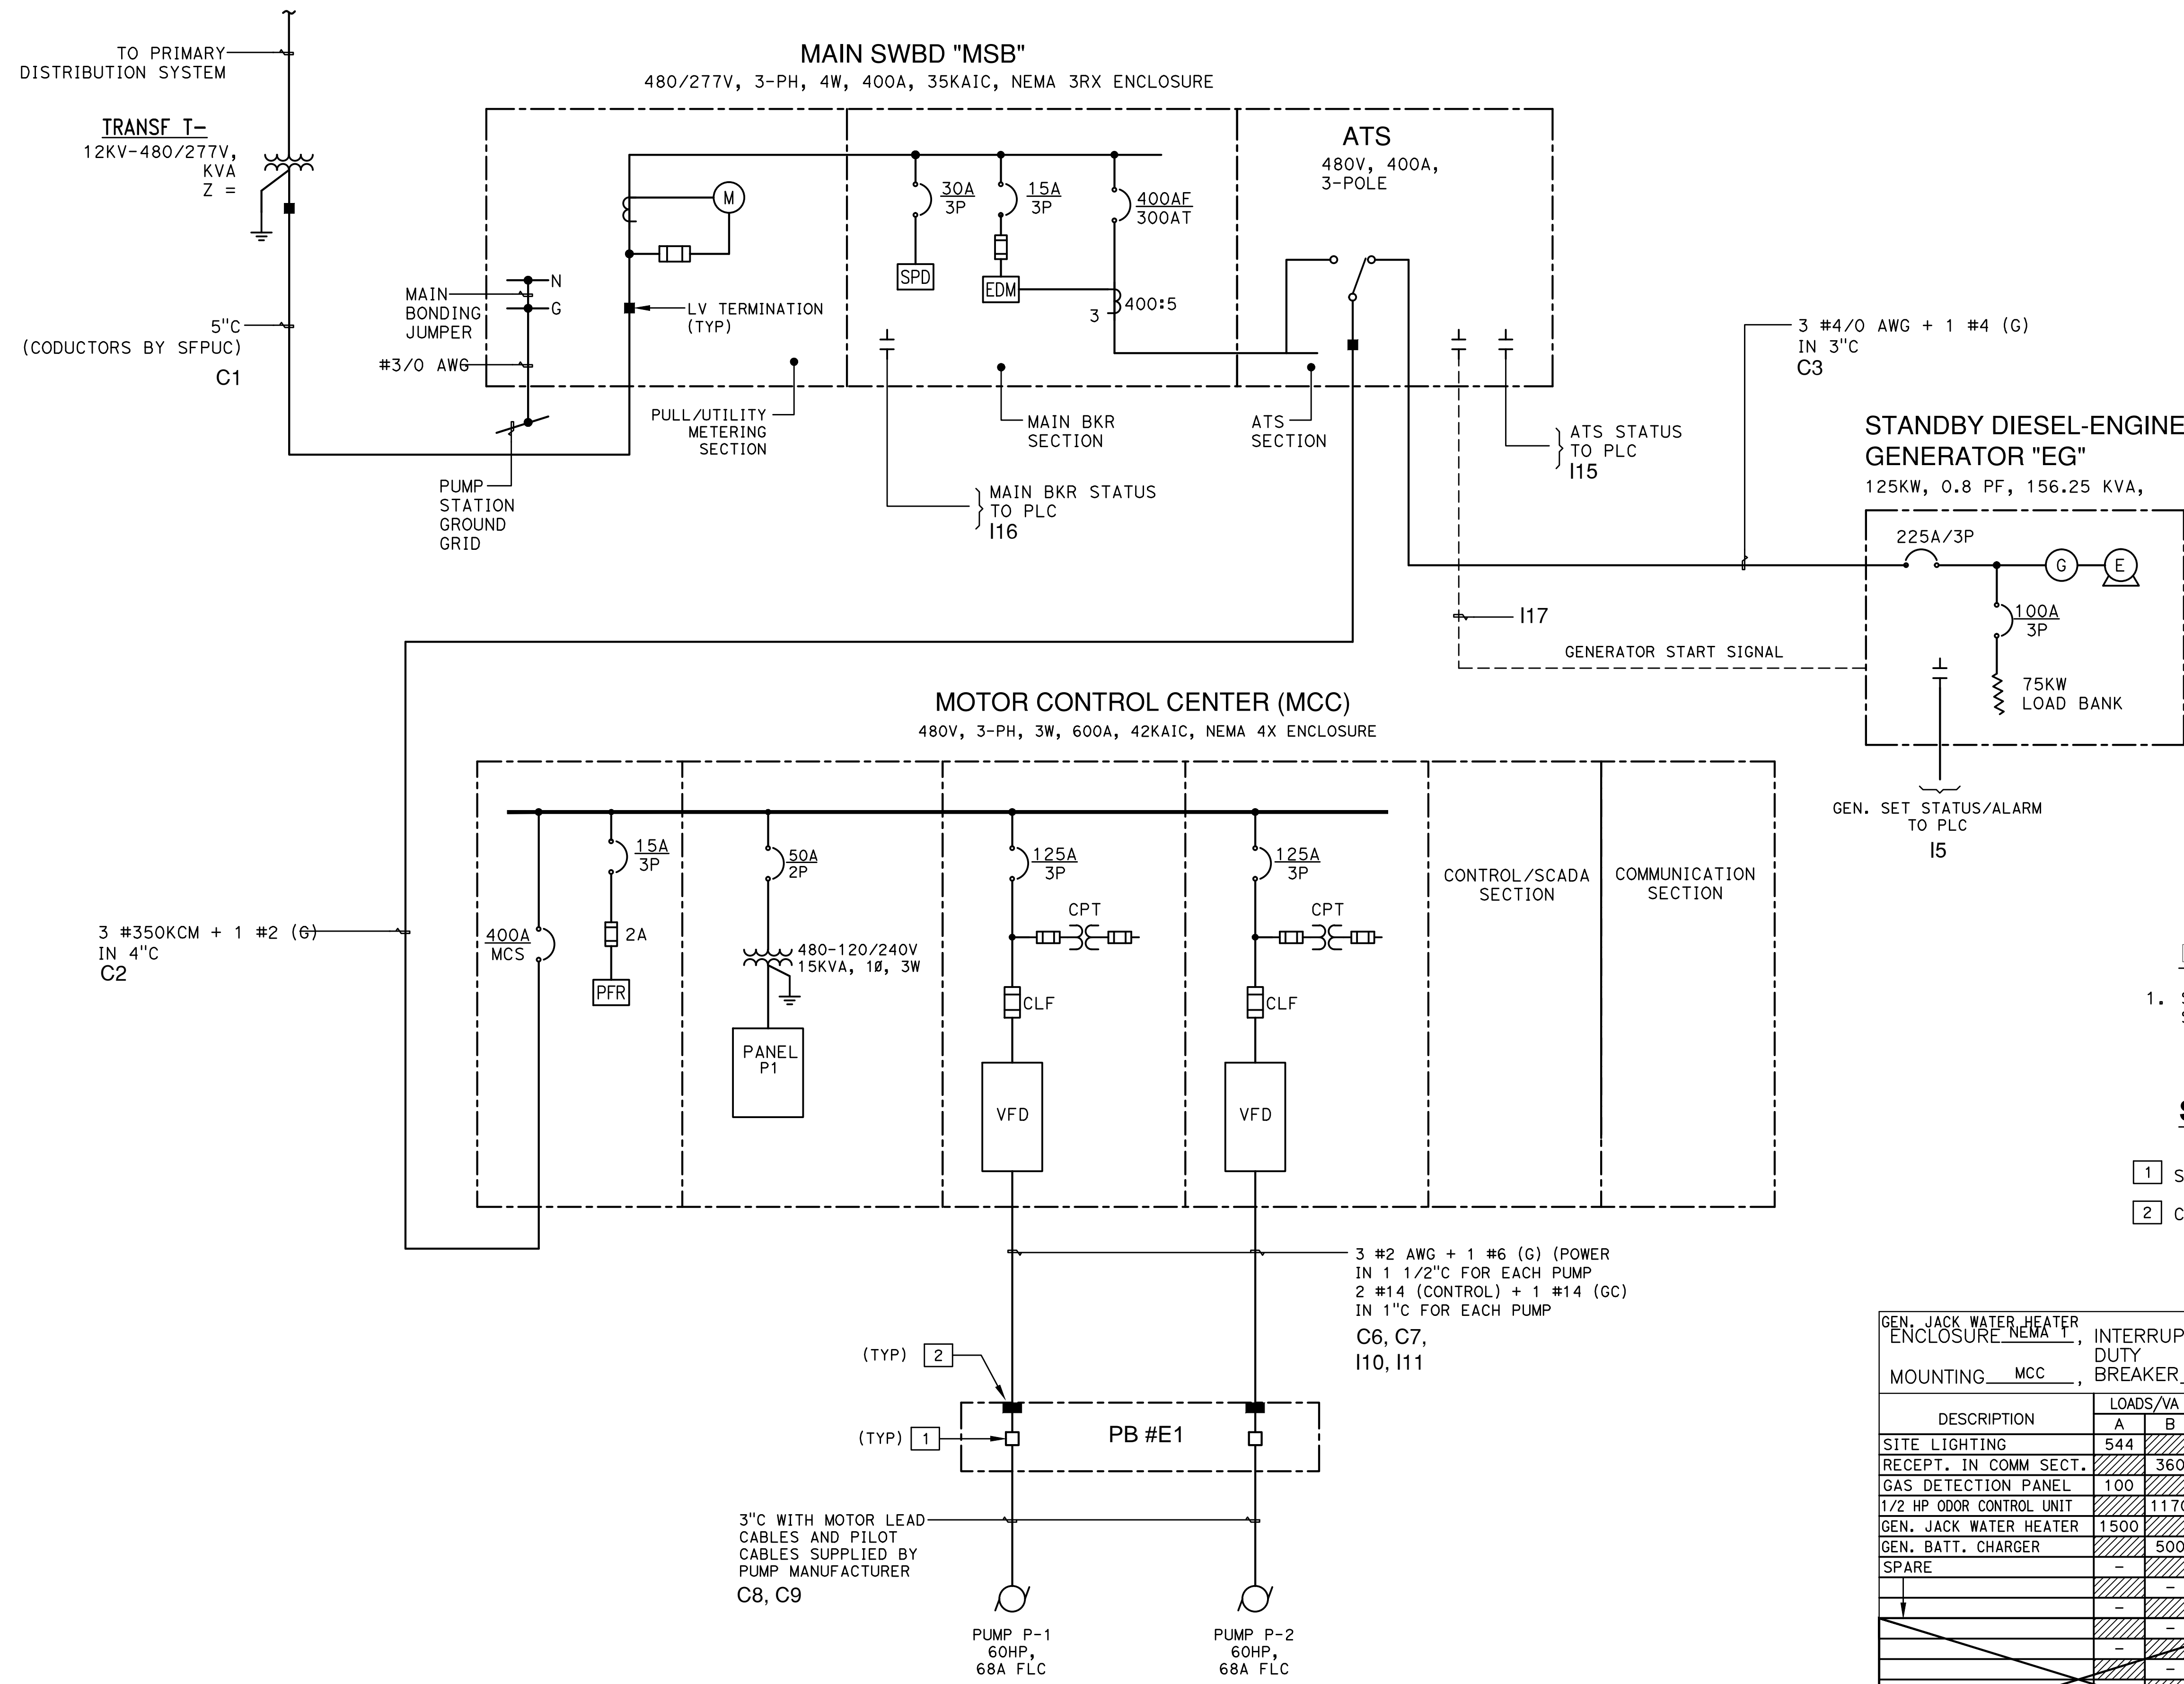 TO PRIMARY
DISTRIBUTION SYSTEM
TRANSF T-
12KV-480/277V,
KVA
Z =
5"C
(CODUCTORS BY SFPUC)
C1
MAIN SWBD "MSB"
480/277V, 3-PH, 4W, 400A, 35KAIC, NEMA 3RX ENCLOSURE
M
N
G
MAIN
BONDING
JUMPER
#3/0 AWG
LV TERMINATION
(TYP)
PULL/UTILITY
METERING
SECTION
PUMP
STATION
GROUND
GRID
30A
3P
SPD
15A
3P
EDM
400AF
300AT
3
400:5
MAIN BKR
SECTION
MAIN BKR STATUS
TO PLC
I16
ATS
480V, 400A,
3-POLE
ATS
SECTION
ATS STATUS
TO PLC
I15
3 #4/0 AWG + 1 #4 (G)
IN 3"C
C3
I17
GENERATOR START SIGNAL
STANDBY DIESEL-ENGINE
GENERATOR "EG"
125KW, 0.8 PF, 156.25 KVA,
225A/3P
G
E
100A
3P
75KW
LOAD BANK
GEN. SET STATUS/ALARM
TO PLC
I5
MOTOR CONTROL CENTER (MCC)
480V, 3-PH, 3W, 600A, 42KAIC, NEMA 4X ENCLOSURE
3 #350KCM + 1 #2 (G)
IN 4"C
C2
400A
MCS
15A
3P
2A
PFR
50A
2P
480-120/240V
15KVA, 1Ø, 3W
PANEL
P1
125A
3P
CPT
CLF
VFD
125A
3P
CPT
CLF
VFD
CONTROL/SCADA
SECTION
COMMUNICATION
SECTION
3 #2 AWG + 1 #6 (G) (POWER
IN 1 1/2"C FOR EACH PUMP
2 #14 (CONTROL) + 1 #14 (GC)
IN 1"C FOR EACH PUMP
C6, C7,
I10, I11
(TYP) 2
(TYP) 1
PB #E1
3"C WITH MOTOR LEAD
CABLES AND PILOT
CABLES SUPPLIED BY
PUMP MANUFACTURER
C8, C9
PUMP P-1
60HP,
68A FLC
PUMP P-2
60HP,
68A FLC
1.
1
2
GEN. JACK WATER HEATER
ENCLOSURE NEMA 1, INTERRUP
DUTY
MOUNTING MCC, BREAKER
DESCRIPTION LOADS/VA
A B
SITE LIGHTING 544
RECEPT. IN COMM SECT. 360
GAS DETECTION PANEL 100
1/2 HP ODOR CONTROL UNIT 1170
GEN. JACK WATER HEATER 1500
GEN. BATT. CHARGER 500
SPARE -
-
-
-
-
-